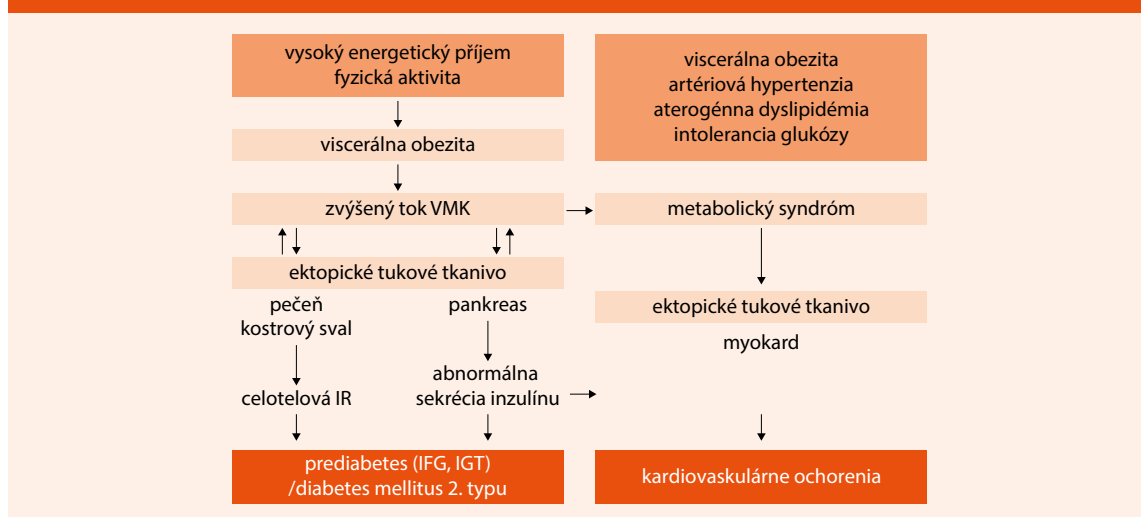 vysoký energetický příjem
fyzická aktivita
viscerálna obezita
zvýšený tok VMK
ektopické tukové tkanivo
pečeň
kostrový sval
pankreas
celotelová IR
abnormálna
sekrécia inzulínu
prediabetes (IFG, IGT)
/diabetes mellitus 2. typu
viscerálna obezita
artériová hypertenzia
aterogénna dyslipidémia
intolerancia glukózy
metabolický syndróm
ektopické tukové tkanivo
myokard
kardiovaskulárne ochorenia